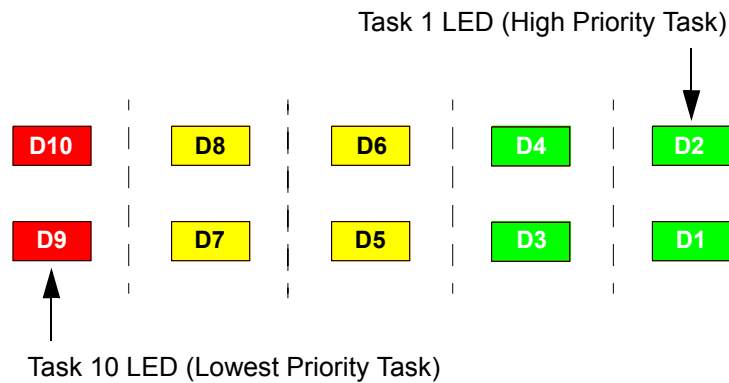 Task 1 LED (High Priority Task)
D10 D8 D6 D4 D2
D9 D7 D5 D3 D1
Task 10 LED (Lowest Priority Task)